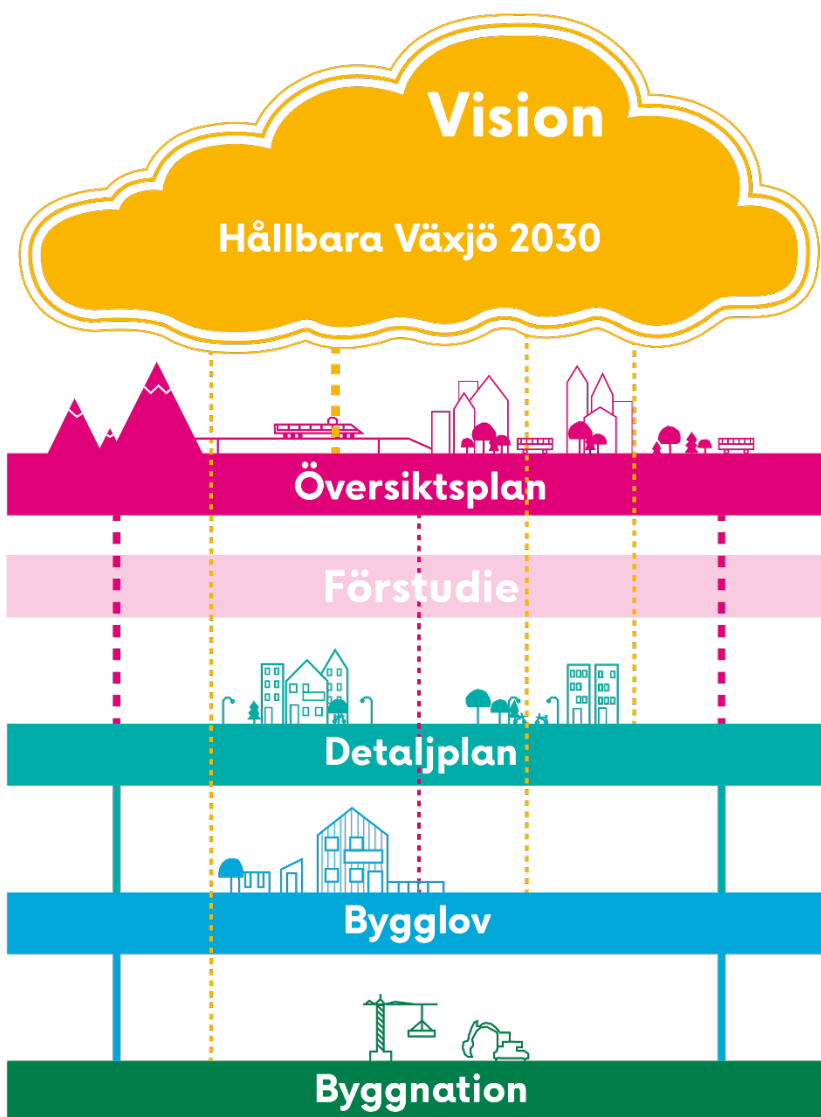 Vision
Hållbara Växjö 2030
Översiktsplan
Förstudie
Detaljplan
Bygglov
Byggnation